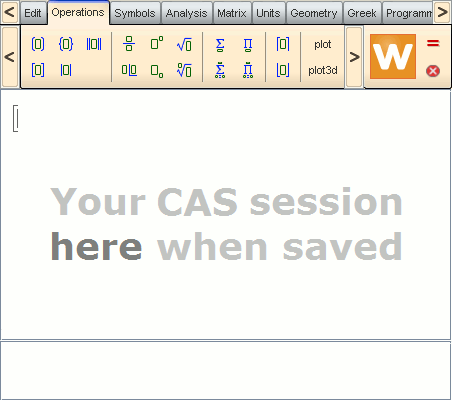 < Edit Operations Symbols Analysis Matrix Units Geometry Greek Programm >
< plot > W =
plot3d
Your CAS session
here when saved